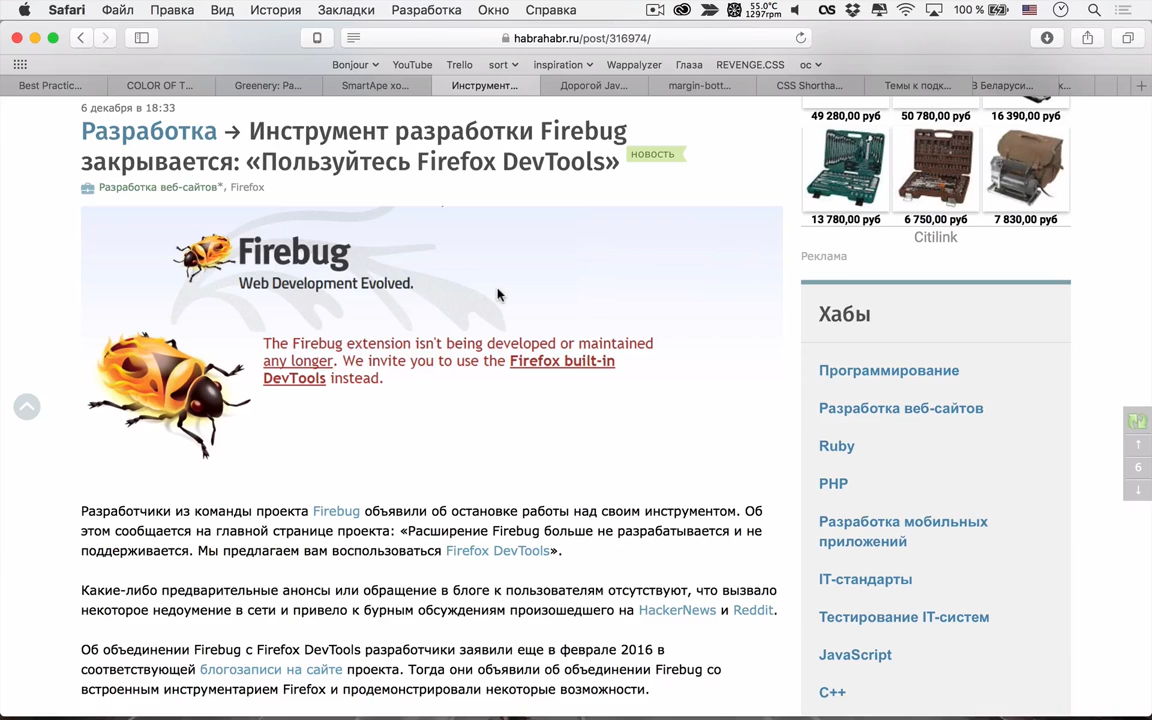 Safari Файл Правка Вид История Закладки Разработка Окно Справка 55.0°C 1297rpm 100 %
habrahabr.ru/post/316974/
Bonjour YouTube Trello sort inspiration Wappalyzer Глаза REVENGE.CSS ос
Best Practic... COLOR OF T... Greenery: Pa... SmartApe xo... Инструмент... Дорогой Jav... margin-bott... CSS Shortha... Темы к подк... В Беларуси... к...
6 декабря в 18:33
Разработка → Инструмент разработки Firebug
закрывается: «Пользуйтесь Firefox DevTools»
НОВОСТЬ
Разработка веб-сайтов*, Firefox
Firebug
Web Development Evolved.
The Firebug extension isn't being developed or maintained
any longer. We invite you to use the Firefox built-in
DevTools instead.
Разработчики из команды проекта Firebug объявили об остановке работы над своим инструментом. Об
этом сообщается на главной странице проекта: «Расширение Firebug больше не разрабатывается и не
поддерживается. Мы предлагаем вам воспользоваться Firefox DevTools».
Какие-либо предварительные анонсы или обращение в блоге к пользователям отсутствуют, что вызвало
некоторое недоумение в сети и привело к бурным обсуждениям произошедшего на HackerNews и Reddit.
Об объединении Firebug с Firefox DevTools разработчики заявили еще в феврале 2016 в
соответствующей блогозаписи на сайте проекта. Тогда они объявили об объединении Firebug со
встроенным инструментарием Firefox и продемонстрировали некоторые возможности.
49 280,00 руб 50 780,00 руб 16 390,00 руб
13 780,00 руб 6 750,00 руб 7 830,00 руб
Citilink
Реклама
Хабы
Программирование
Разработка веб-сайтов
Ruby
PHP
Разработка мобильных
приложений
IT-стандарты
Тестирование IT-систем
JavaScript
C++
6